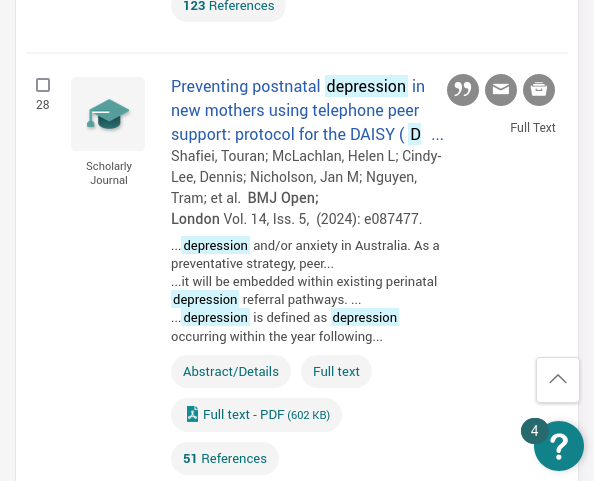 123 References
28
Scholarly
Journal
Preventing postnatal depression in
new mothers using telephone peer
support: protocol for the DAISY ( D ...
Full Text
Shafiei, Touran; McLachlan, Helen L; Cindy-
Lee, Dennis; Nicholson, Jan M; Nguyen,
Tram; et al. BMJ Open;
London Vol. 14, Iss. 5, (2024): e087477.
...depression and/or anxiety in Australia. As a
preventative strategy, peer...
...it will be embedded within existing perinatal
depression referral pathways. ...
...depression is defined as depression
occurring within the year following...
Abstract/Details
Full text
Full text - PDF (602 KB)
51 References
4
?